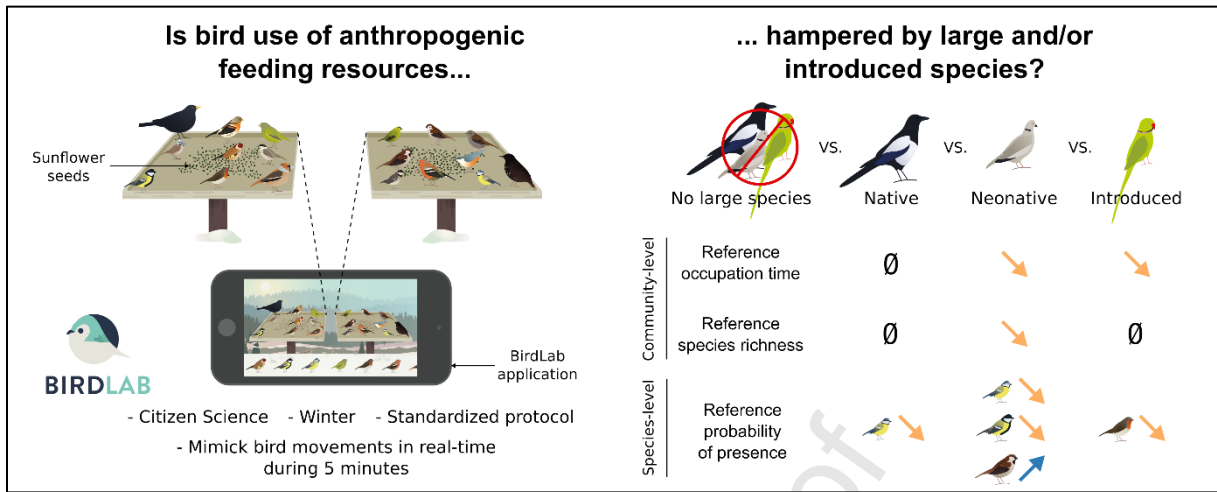 Is bird use of anthropogenic
feeding resources...
Sunflower
seeds
BirdLab
application
BIRDLAB
- Citizen Science - Winter - Standardized protocol
- Mimick bird movements in real-time
during 5 minutes
... hampered by large and/or
introduced species?
vs. vs. vs.
No large species Native Neonative Introduced
Community-level
Reference
occupation time
Ø
Reference
species richness
Ø Ø
Species-level
Reference
probability
of presence
of